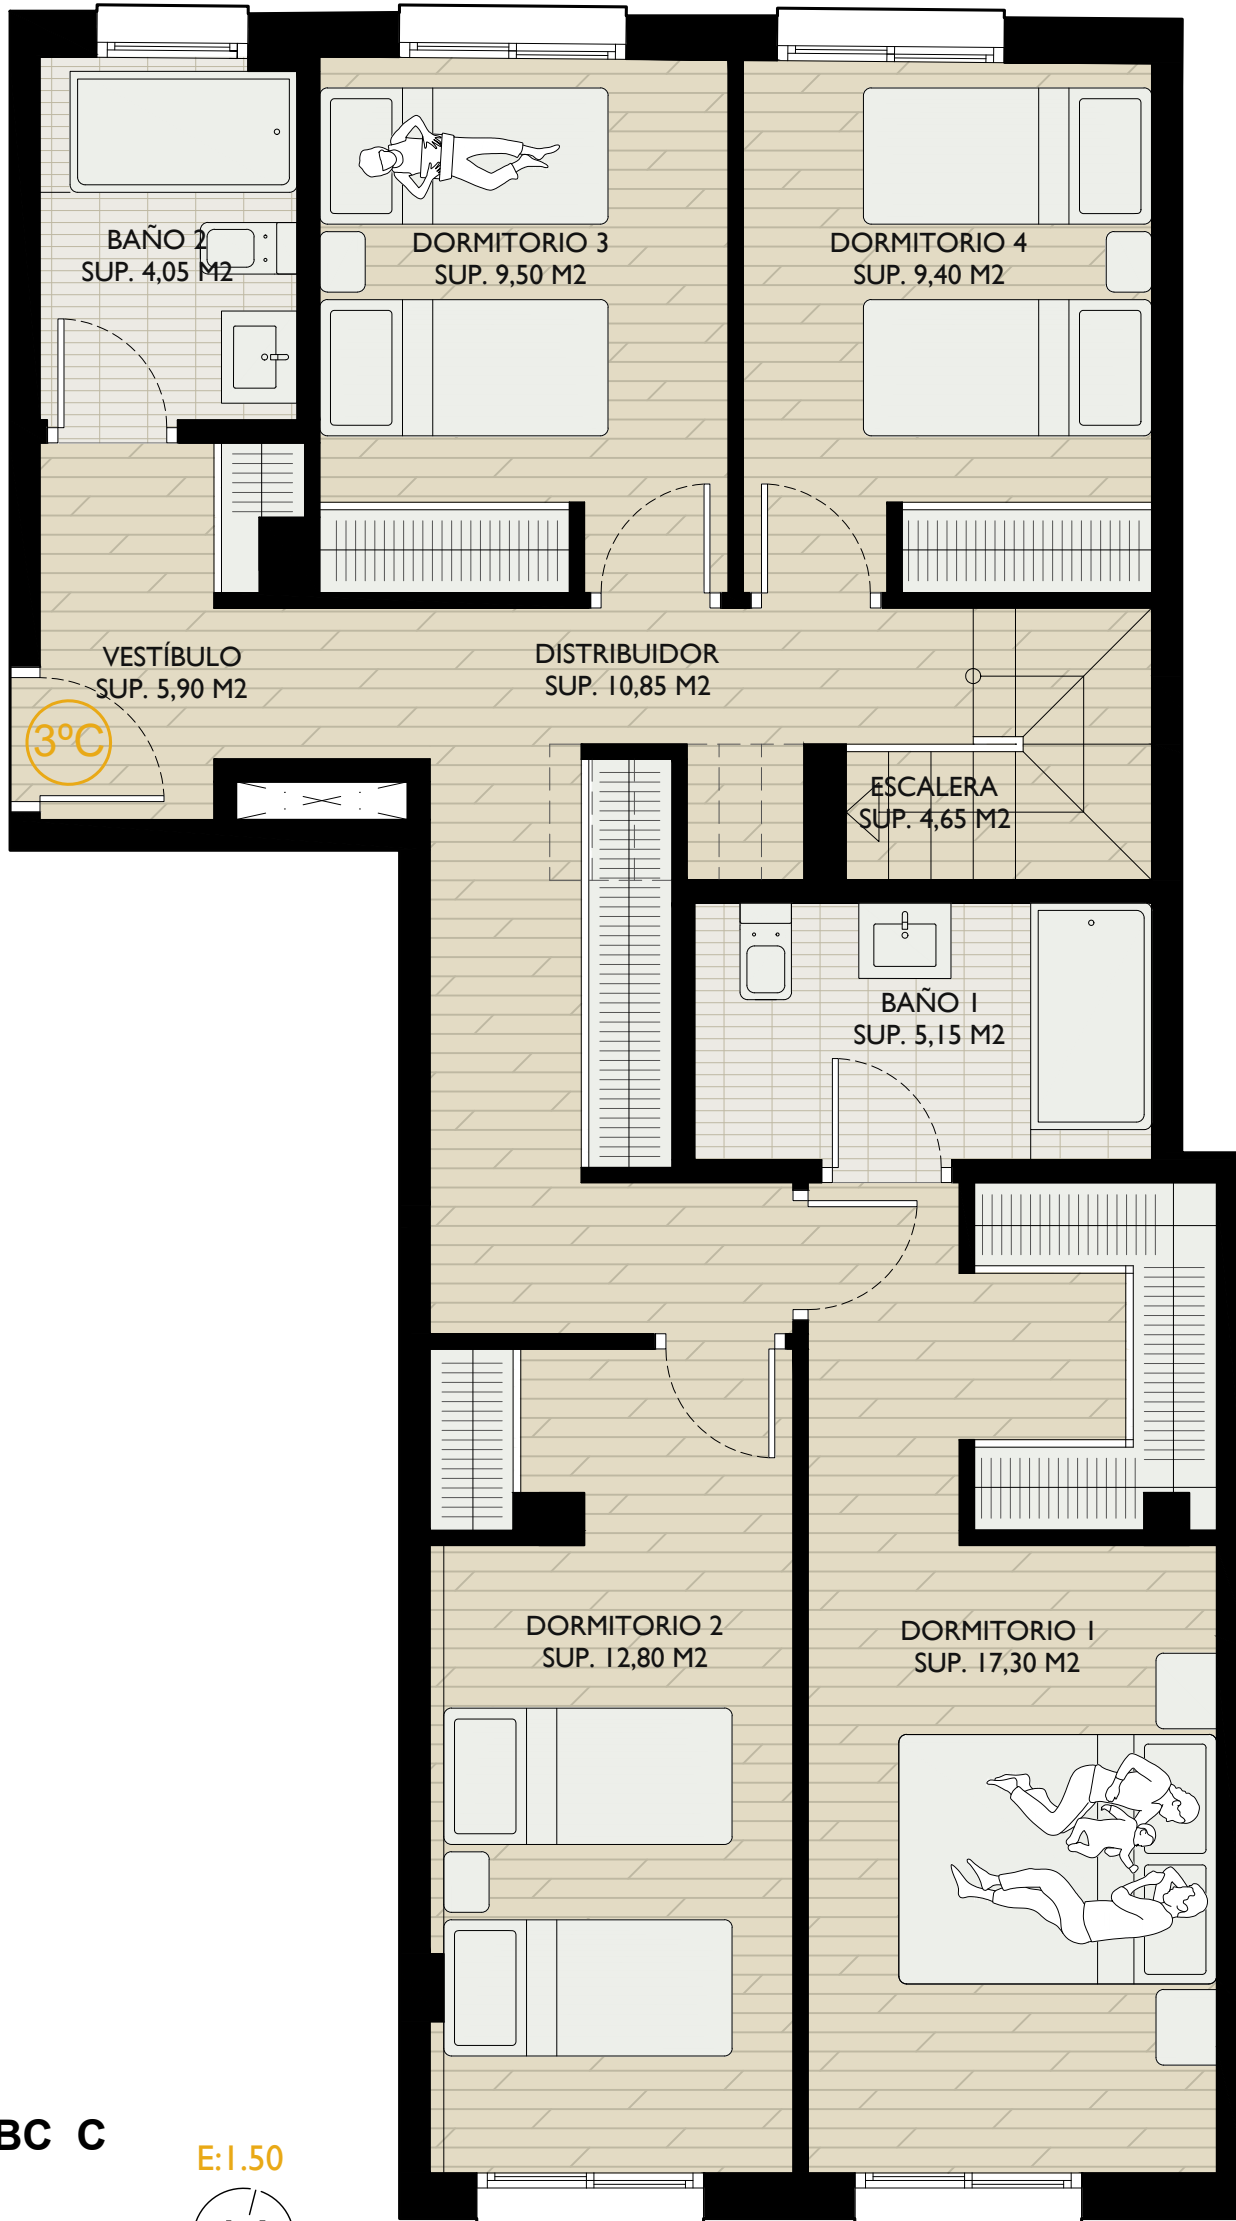 BAÑO 2
SUP. 4,05 M2
DORMITORIO 3
SUP. 9,50 M2
DORMITORIO 4
SUP. 9,40 M2
VESTÍBULO
SUP. 5,90 M2
DISTRIBUIDOR
SUP. 10,85 M2
3ºC
ESCALERA
SUP. 4,65 M2
BAÑO 1
SUP. 5,15 M2
DORMITORIO 2
SUP. 12,80 M2
DORMITORIO 1
SUP. 17,30 M2
BC C
E:1.50